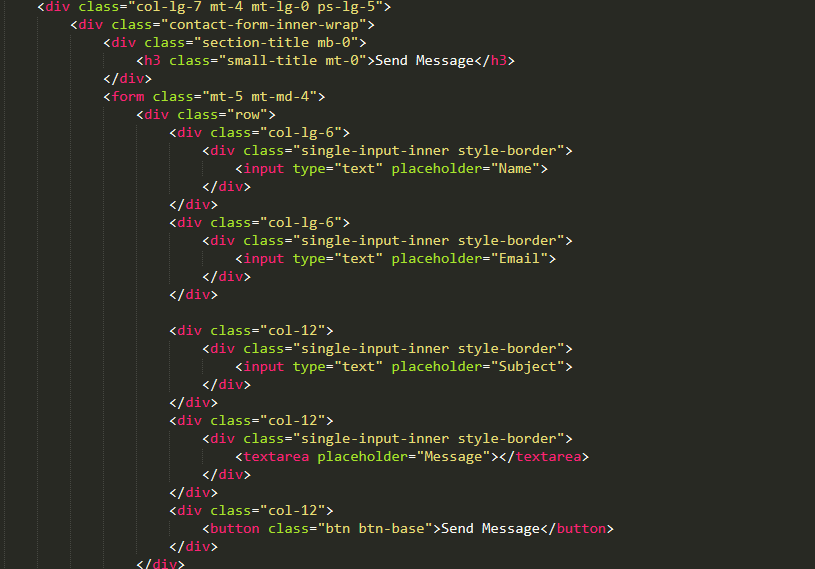 <div class="col-lg-7 mt-4 mt-lg-0 ps-lg-5">
<div class="contact-form-inner-wrap">
<div class="section-title mb-0">
<h3 class="small-title mt-0">Send Message</h3>
</div>
<form class="mt-5 mt-md-4">
<div class="row">
<div class="col-lg-6">
<div class="single-input-inner style-border">
<input type="text" placeholder="Name">
</div>
</div>
<div class="col-lg-6">
<div class="single-input-inner style-border">
<input type="text" placeholder="Email">
</div>
</div>
<div class="col-12">
<div class="single-input-inner style-border">
<input type="text" placeholder="Subject">
</div>
</div>
<div class="col-12">
<div class="single-input-inner style-border">
<textarea placeholder="Message"></textarea>
</div>
</div>
<div class="col-12">
<button class="btn btn-base">Send Message</button>
</div>
</div>